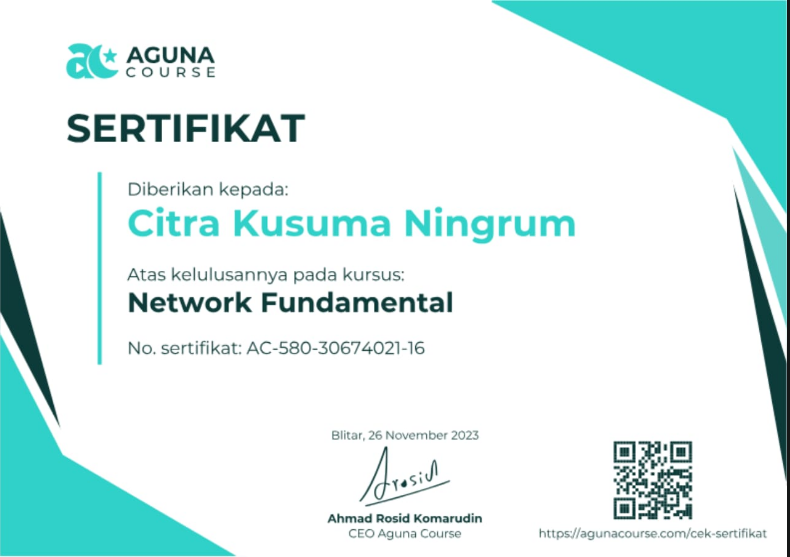 ac AGUNA
COURSE
SERTIFIKAT
Diberikan kepada:
Citra Kusuma Ningrum
Atas kelulusannya pada kursus:
Network Fundamental
No. sertifikat: AC-580-30674021-16
Blitar, 26 November 2023
Arosid
Ahmad Rosid Komarudin
CEO Aguna Course
https://agunacourse.com/cek-sertifikat